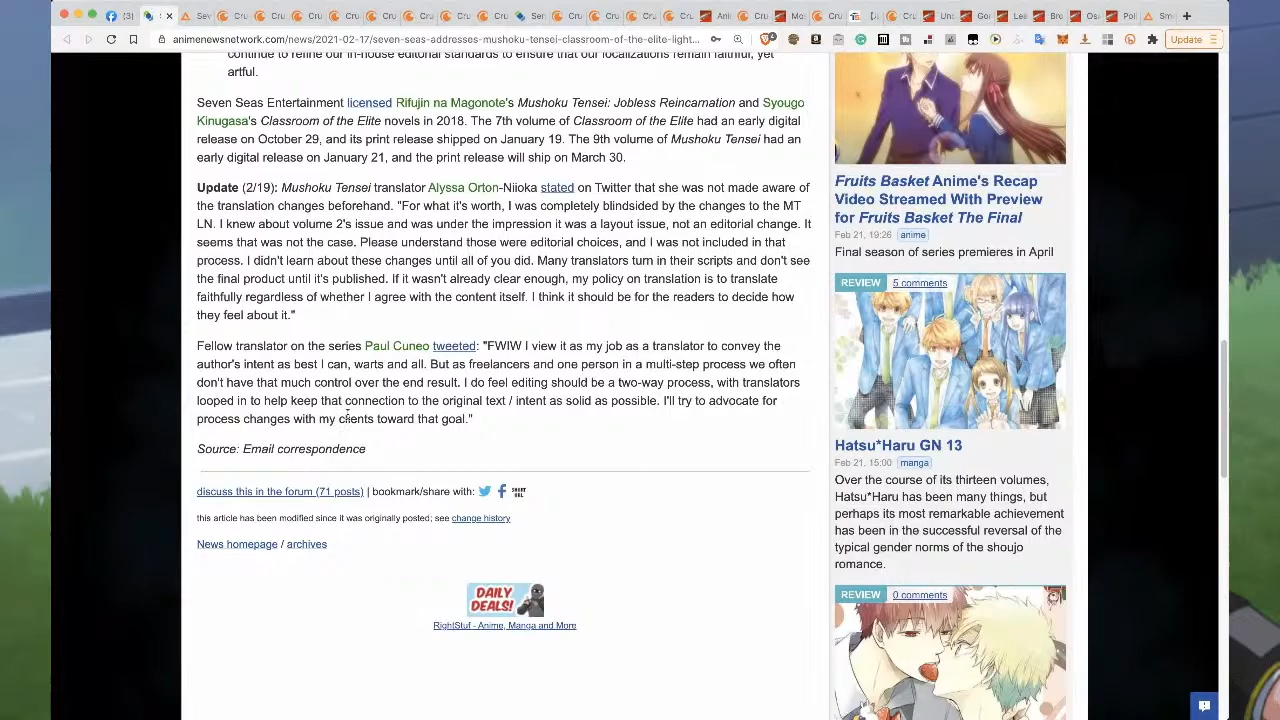 (3)
Sev
Cru
Seri
Ani
Mo
Un
Go
Lea
Bre
Osa
Poli
Sm
animenewsnetwork.com/news/2021-02-17/seven-seas-addresses-mushoku-tensei-classroom-of-the-elite-light...
Update
continued to refine our in-house editorial standards to ensure that our localizations remain faithful, yet
artful.
Seven Seas Entertainment licensed Rifujin na Magonote's Mushoku Tensei: Jobless Reincarnation and Syougo
Kinugasa's Classroom of the Elite novels in 2018. The 7th volume of Classroom of the Elite had an early digital
release on October 29, and its print release shipped on January 19. The 9th volume of Mushoku Tensei had an
early digital release on January 21, and the print release will ship on March 30.
Update (2/19): Mushoku Tensei translator Alyssa Orton-Niioka stated on Twitter that she was not made aware of
the translation changes beforehand. "For what it's worth, I was completely blindsided by the changes to the MT
LN. I knew about volume 2's issue and was under the impression it was a layout issue, not an editorial change. It
seems that was not the case. Please understand those were editorial choices, and I was not included in that
process. I didn't learn about these changes until all of you did. Many translators turn in their scripts and don't see
the final product until it's published. If it wasn't already clear enough, my policy on translation is to translate
faithfully regardless of whether I agree with the content itself. I think it should be for the readers to decide how
they feel about it."
Fellow translator on the series Paul Cuneo tweeted: "FWIW I view it as my job as a translator to convey the
author's intent as best I can, warts and all. But as freelancers and one person in a multi-step process we often
don't have that much control over the end result. I do feel editing should be a two-way process, with translators
looped in to help keep that connection to the original text / intent as solid as possible. I'll try to advocate for
process changes with my clients toward that goal."
Source: Email correspondence
discuss this in the forum (71 posts) | bookmark/share with:
SHORT URL
this article has been modified since it was originally posted; see change history
News homepage / archives
DAILY
DEALS!
RightStuf - Anime, Manga and More
Fruits Basket Anime's Recap
Video Streamed With Preview
for Fruits Basket The Final
Feb 21, 19:26 anime
Final season of series premieres in April
REVIEW 5 comments
Hatsu*Haru GN 13
Feb 21, 15:00 manga
Over the course of its thirteen volumes,
Hatsu*Haru has been many things, but
perhaps its most remarkable achievement
has been in the successful reversal of the
typical gender norms of the shoujo
romance.
REVIEW 0 comments